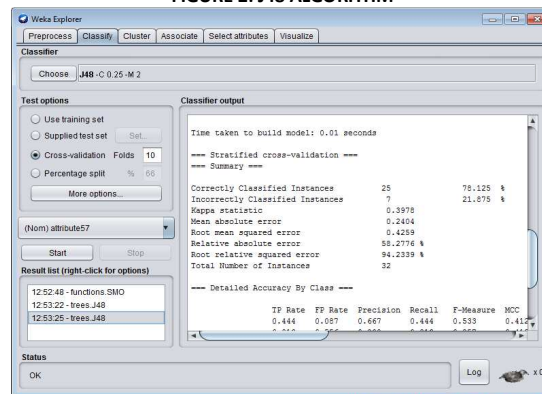 Weka Explorer
Preprocess Classify Cluster Associate Select attributes Visualize
Classifier
Choose J48 -C 0.25 -M 2
Test options
Use training set
Supplied test set Set...
Cross-validation Folds 10
Percentage split % 66
More options...
(Nom) attribute57
Start Stop
Result list (right-click for options)
12:52:48 - functions.SMO
12:53:22 - trees.J48
12:53:25 - trees.J48
Classifier output
Time taken to build model: 0.01 seconds
=== Stratified cross-validation ===
=== Summary ===
Correctly Classified Instances 25 78.125 %
Incorrectly Classified Instances 7 21.875 %
Kappa statistic 0.3978
Mean absolute error 0.2404
Root mean squared error 0.4259
Relative absolute error 58.2776 %
Root relative squared error 94.2339 %
Total Number of Instances 32
=== Detailed Accuracy By Class ===
TP Rate FP Rate Precision Recall F-Measure MCC
0.444 0.087 0.667 0.444 0.533 0.412
Status
OK
Log